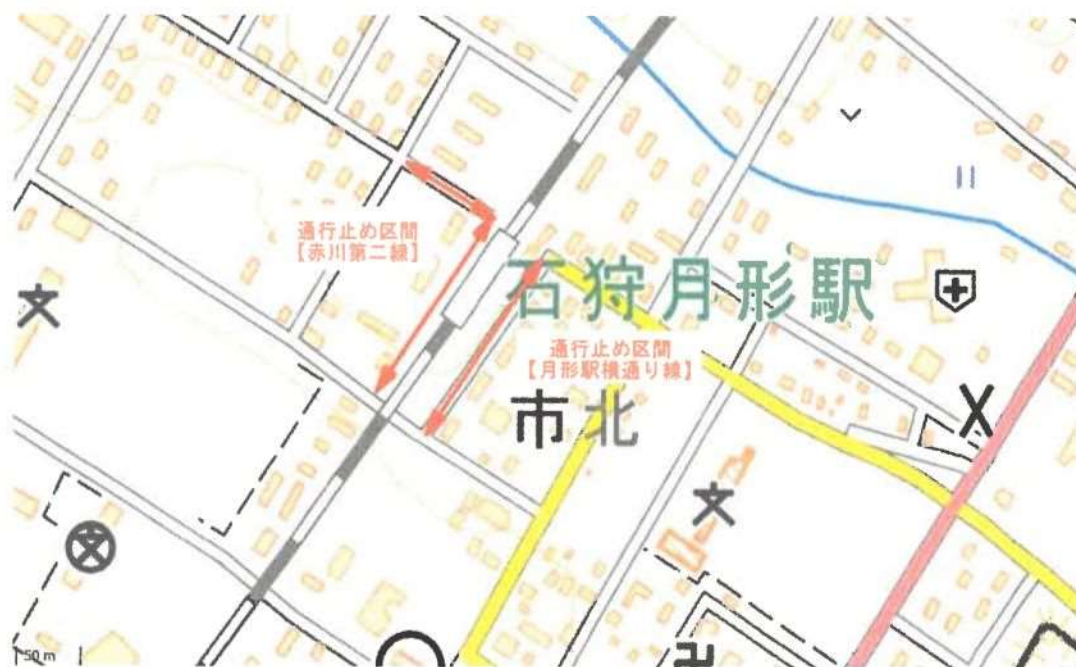 通行止め区間
【赤川第二線】
石狩月形駅
通行止め区間
【月形駅横通り線】
市北
50 m